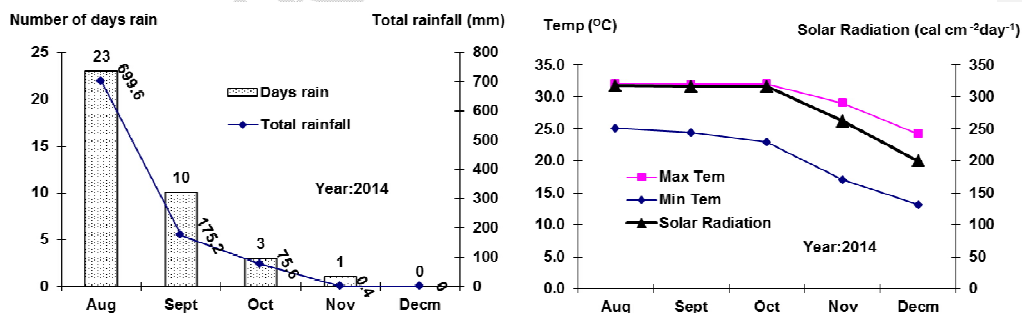 Number of days rain
Total rainfall (mm)
25
20
15
10
5
0
800
700
600
500
400
300
200
100
0
23
699.6
10
175.2
3
75.6
1
0.4
0
0
Days rain
Total rainfall
Year:2014
Aug
Sept
Oct
Nov
Decm
Temp (OC)
Solar Radiation (cal cm -2day-1)
35.0
30.0
25.0
20.0
15.0
10.0
5.0
0.0
350
300
250
200
150
100
50
0
Max Tem
Min Tem
Solar Radiation
Year:2014
Aug
Sept
Oct
Nov
Decm